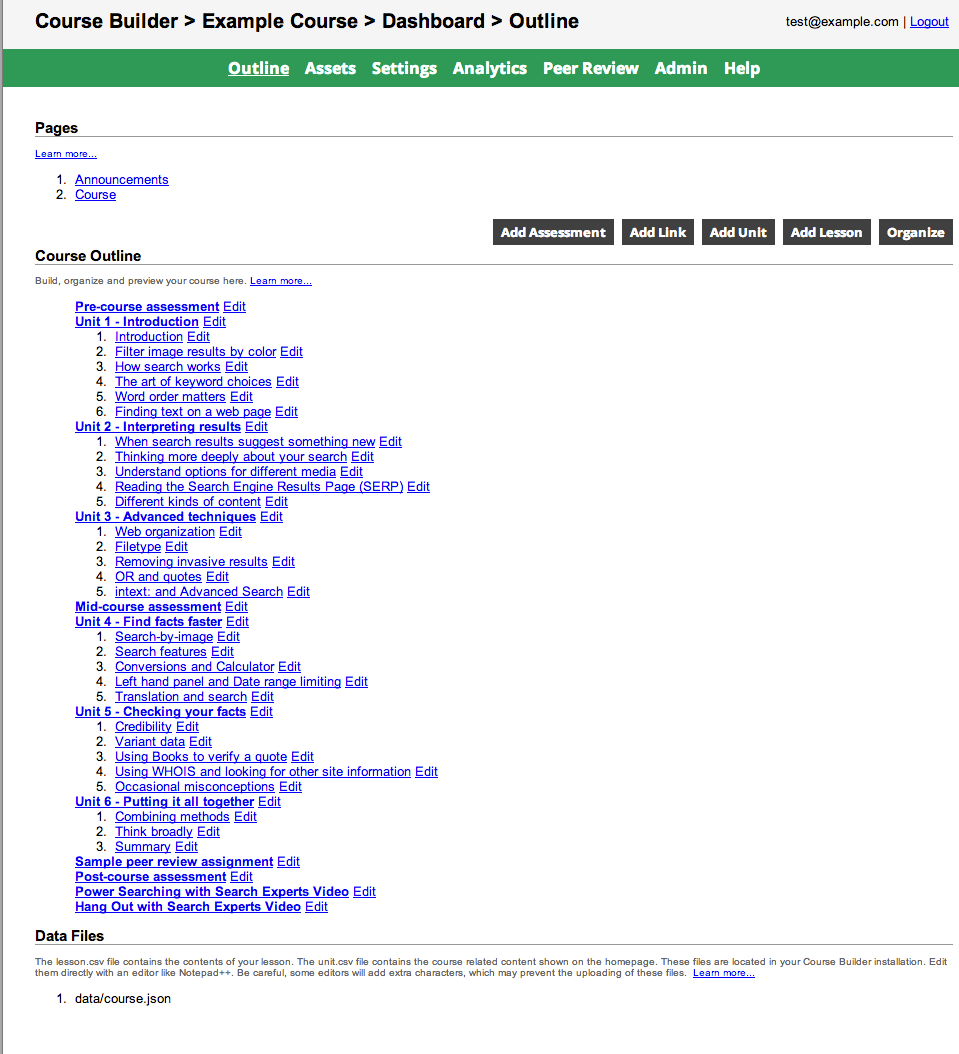 Course Builder > Example Course > Dashboard > Outline
test@example.com | Logout
Outline Assets Settings Analytics Peer Review Admin Help
Pages
Learn more...
1. Announcements
2. Course
Add Assessment Add Link Add Unit Add Lesson Organize
Course Outline
Build, organize and preview your course here. Learn more...
Pre-course assessment Edit
Unit 1 - Introduction Edit
1. Introduction Edit
2. Filter image results by color Edit
3. How search works Edit
4. The art of keyword choices Edit
5. Word order matters Edit
6. Finding text on a web page Edit
Unit 2 - Interpreting results Edit
1. When search results suggest something new Edit
2. Thinking more deeply about your search Edit
3. Understand options for different media Edit
4. Reading the Search Engine Results Page (SERP) Edit
5. Different kinds of content Edit
Unit 3 - Advanced techniques Edit
1. Web organization Edit
2. Filetype Edit
3. Removing invasive results Edit
4. OR and quotes Edit
5. intext: and Advanced Search Edit
Mid-course assessment Edit
Unit 4 - Find facts faster Edit
1. Search-by-image Edit
2. Search features Edit
3. Conversions and Calculator Edit
4. Left hand panel and Date range limiting Edit
5. Translation and search Edit
Unit 5 - Checking your facts Edit
1. Credibility Edit
2. Variant data Edit
3. Using Books to verify a quote Edit
4. Using WHOIS and looking for other site information Edit
5. Occasional misconceptions Edit
Unit 6 - Putting it all together Edit
1. Combining methods Edit
2. Think broadly Edit
3. Summary Edit
Sample peer review assignment Edit
Post-course assessment Edit
Power Searching with Search Experts Video Edit
Hang Out with Search Experts Video Edit
Data Files
The lesson.csv file contains the contents of your lesson. The unit.csv file contains the course related content shown on the homepage. These files are located in your Course Builder installation. Edit
them directly with an editor like Notepad++. Be careful, some editors will add extra characters, which may prevent the uploading of these files. Learn more...
1. data/course.json